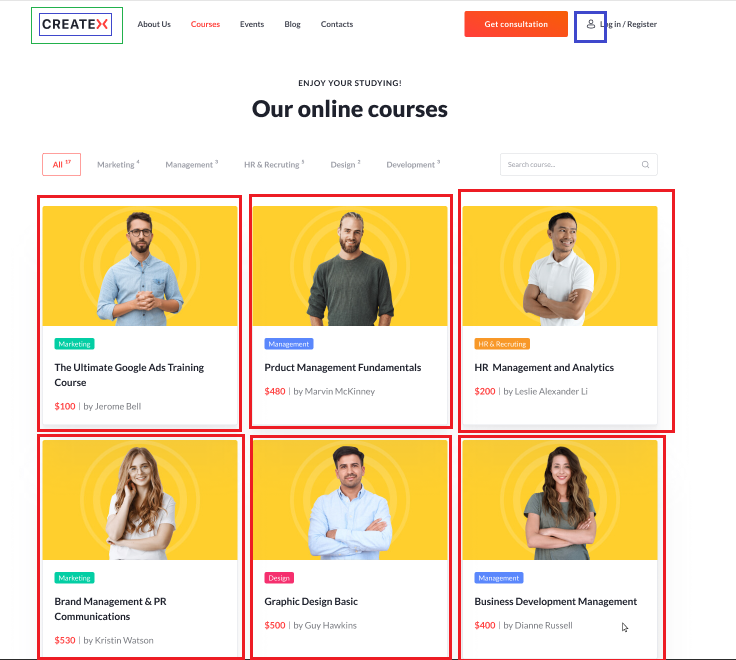 CREATEX About Us Courses Events Blog Contacts Get consultation Log in / Register
ENJOY YOUR STUDYING!
Our online courses
All 17 Marketing 4 Management 3 HR & Recruting 3 Design 2 Development 5 Search course...
Marketing
The Ultimate Google Ads Training
Course
$100 | by Jerome Bell
Management
Prduct Management Fundamentals
$480 | by Marvin McKinney
HR & Recruting
HR Management and Analytics
$200 | by Leslie Alexander Li
Marketing
Brand Management & PR
Communications
$530 | by Kristin Watson
Design
Graphic Design Basic
$500 | by Guy Hawkins
Management
Business Development Management
$400 | by Dianne Russell